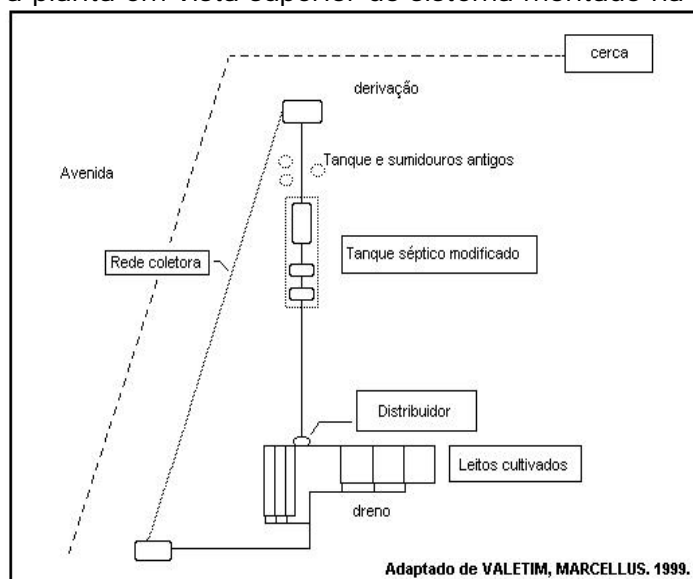 a planta em vista superior do sistema montado na
cerca
derivação
Tanque e sumidouros antigos
Avenida
Tanque séptico modificado
Rede coletora
Distribuidor
Leitos cultivados
dreno
Adaptado de VALETIM, MARCELLUS. 1999.